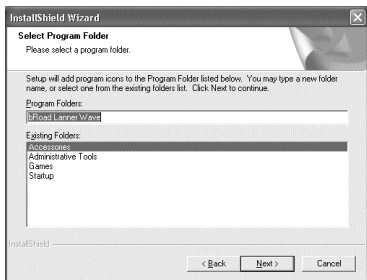 InstallShield Wizard
Select Program Folder
Please select a program folder.
Setup will add program icons to the Program Folder listed below. You may type a new folder
name, or select one from the existing folders list. Click Next to continue.
Program Folders:
bRoad Lanner Wave
Existing Folders:
Accessories
Administrative Tools
Games
Startup
InstallShield
< Back Next > Cancel